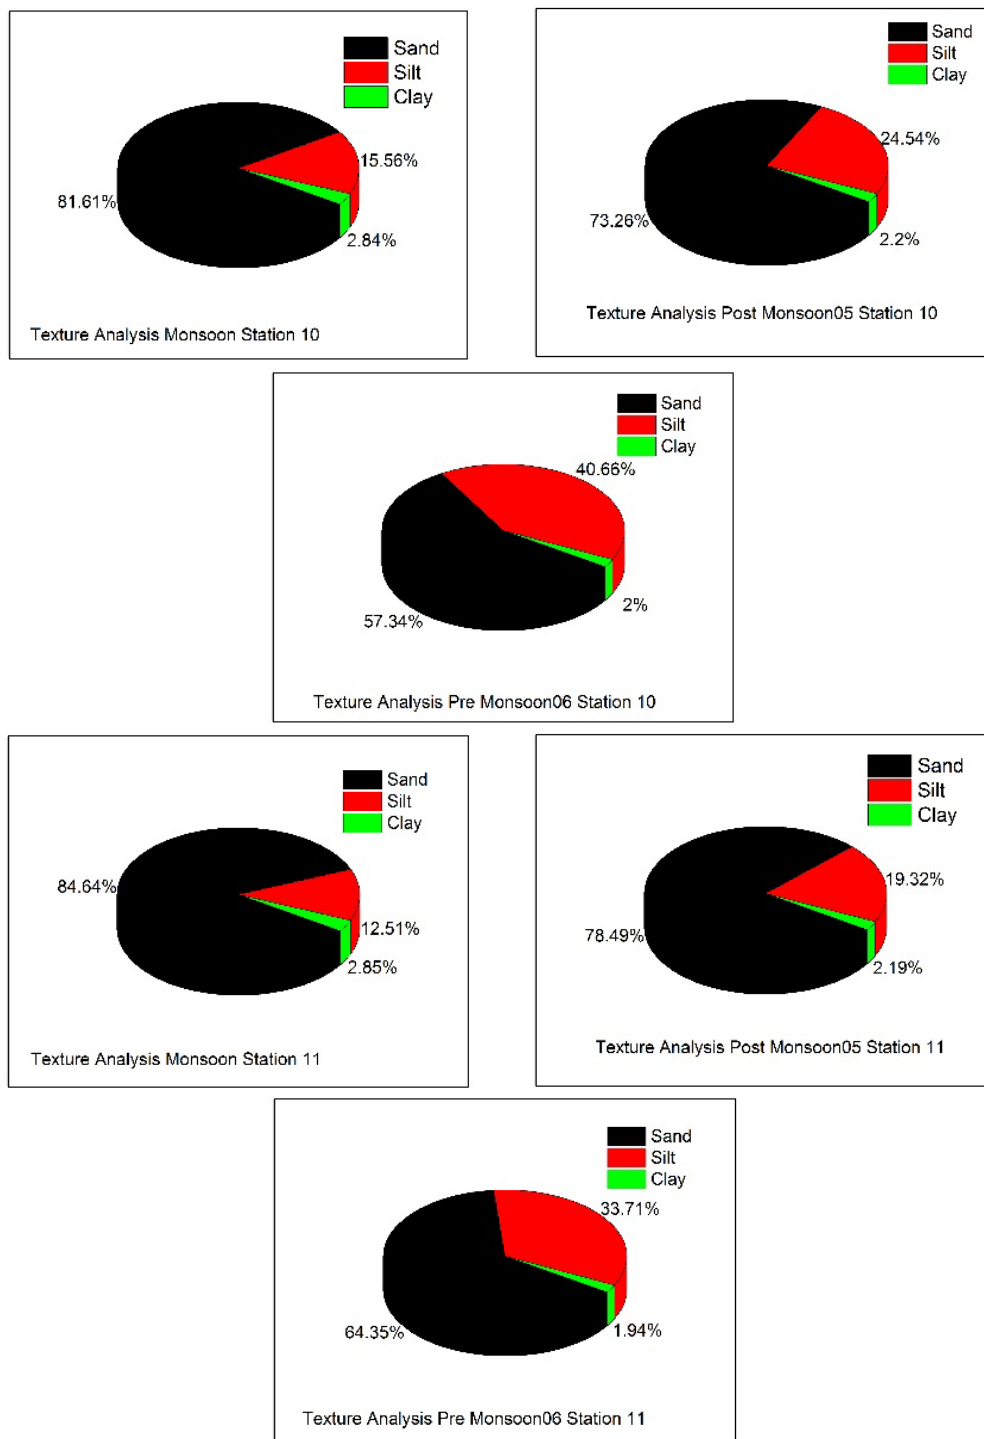 Sand
Silt
Clay
15.56%
81.61%
2.84%
Texture Analysis Monsoon Station 10
Sand
Silt
Clay
24.54%
73.26%
2.2%
Texture Analysis Post Monsoon05 Station 10
Sand
Silt
Clay
40.66%
2%
57.34%
Texture Analysis Pre Monsoon06 Station 10
Sand
Silt
Clay
84.64%
12.51%
2.85%
Texture Analysis Monsoon Station 11
Sand
Silt
Clay
19.32%
78.49%
2.19%
Texture Analysis Post Monsoon05 Station 11
Sand
Silt
Clay
33.71%
64.35%
1.94%
Texture Analysis Pre Monsoon06 Station 11